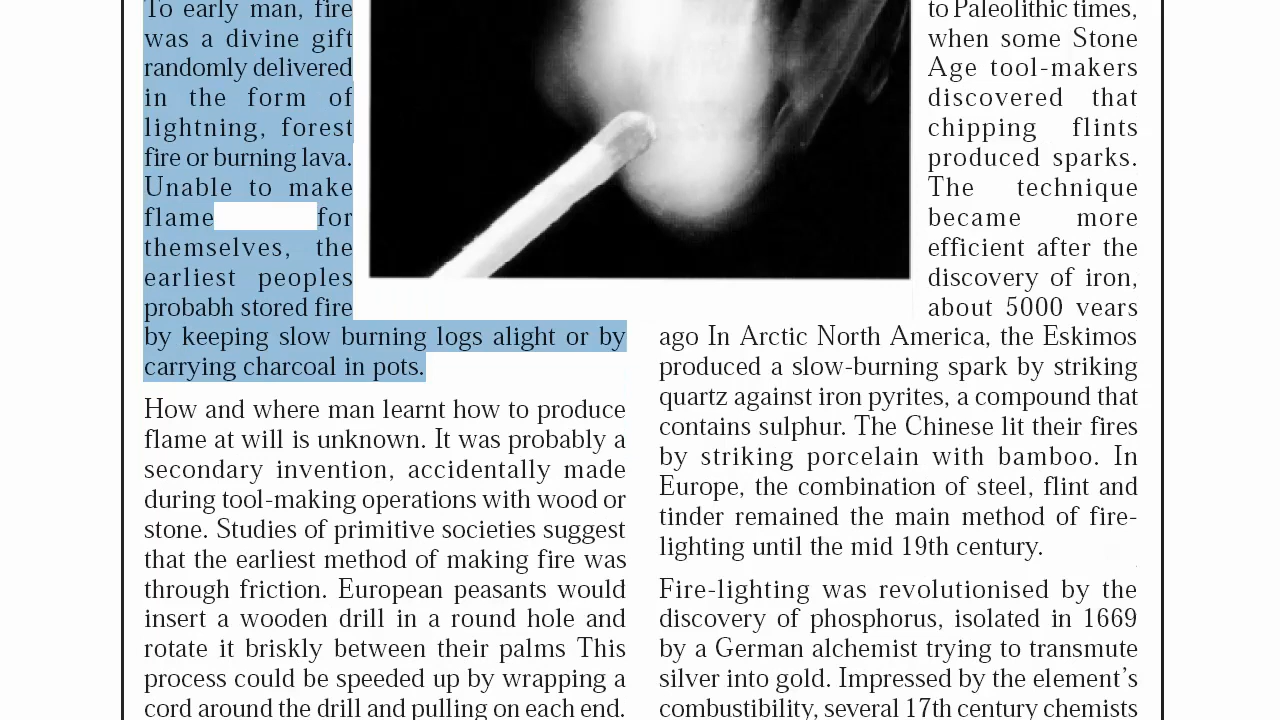 To early man, fire
was a divine gift
randomly delivered
in the form of
lightning, forest
fire or burning lava.
Unable to make
flame for
themselves, the
earliest peoples
probabh stored fire
by keeping slow burning logs alight or by
carrying charcoal in pots.
How and where man learnt how to produce
flame at will is unknown. It was probably a
secondary invention, accidentally made
during tool-making operations with wood or
stone. Studies of primitive societies suggest
that the earliest method of making fire was
through friction. European peasants would
insert a wooden drill in a round hole and
rotate it briskly between their palms This
process could be speeded up by wrapping a
cord around the drill and pulling on each end.
to Paleolithic times,
when some Stone
Age tool-makers
discovered that
chipping flints
produced sparks.
The technique
became more
efficient after the
discovery of iron,
about 5000 years
ago In Arctic North America, the Eskimos
produced a slow-burning spark by striking
quartz against iron pyrites, a compound that
contains sulphur. The Chinese lit their fires
by striking porcelain with bamboo. In
Europe, the combination of steel, flint and
tinder remained the main method of fire-
lighting until the mid 19th century.
Fire-lighting was revolutionised by the
discovery of phosphorus, isolated in 1669
by a German alchemist trying to transmute
silver into gold. Impressed by the element's
combustibility, several 17th century chemists